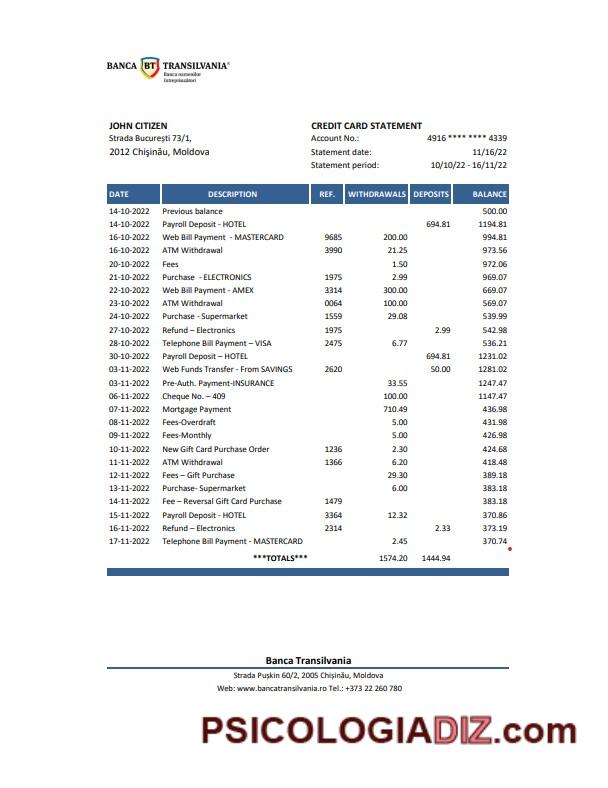 BANCA BT TRANSILVANIA®
Banca oamenilor
întreprinzători
JOHN CITIZEN
Strada București 73/1,
2012 Chișinău, Moldova
CREDIT CARD STATEMENT
Account No.: 4916 **** **** 4339
Statement date: 11/16/22
Statement period: 10/10/22 - 16/11/22
DATE DESCRIPTION REF. WITHDRAWALS DEPOSITS BALANCE
14-10-2022 Previous balance 500.00
14-10-2022 Payroll Deposit - HOTEL 694.81 1194.81
16-10-2022 Web Bill Payment - MASTERCARD 9685 200.00 994.81
16-10-2022 ATM Withdrawal 3990 21.25 973.56
20-10-2022 Fees 1.50 972.06
21-10-2022 Purchase - ELECTRONICS 1975 2.99 969.07
22-10-2022 Web Bill Payment - AMEX 3314 300.00 669.07
23-10-2022 ATM Withdrawal 0064 100.00 569.07
24-10-2022 Purchase - Supermarket 1559 29.08 539.99
27-10-2022 Refund – Electronics 1975 2.99 542.98
28-10-2022 Telephone Bill Payment – VISA 2475 6.77 536.21
30-10-2022 Payroll Deposit – HOTEL 694.81 1231.02
03-11-2022 Web Funds Transfer - From SAVINGS 2620 50.00 1281.02
03-11-2022 Pre-Auth. Payment-INSURANCE 33.55 1247.47
06-11-2022 Cheque No. – 409 100.00 1147.47
07-11-2022 Mortgage Payment 710.49 436.98
08-11-2022 Fees-Overdraft 5.00 431.98
09-11-2022 Fees-Monthly 5.00 426.98
10-11-2022 New Gift Card Purchase Order 1236 2.30 424.68
11-11-2022 ATM Withdrawal 1366 6.20 418.48
12-11-2022 Fees – Gift Purchase 29.30 389.18
13-11-2022 Purchase- Supermarket 6.00 383.18
14-11-2022 Fee – Reversal Gift Card Purchase 1479 383.18
15-11-2022 Payroll Deposit - HOTEL 3364 12.32 370.86
16-11-2022 Refund – Electronics 2314 2.33 373.19
17-11-2022 Telephone Bill Payment - MASTERCARD 2.45 370.74
***TOTALS*** 1574.20 1444.94
Banca Transilvania
Strada Pușkin 60/2, 2005 Chișinău, Moldova
Web: www.bancatransilvania.ro Tel.: +373 22 260 780
PSICOLOGIADIZ.com